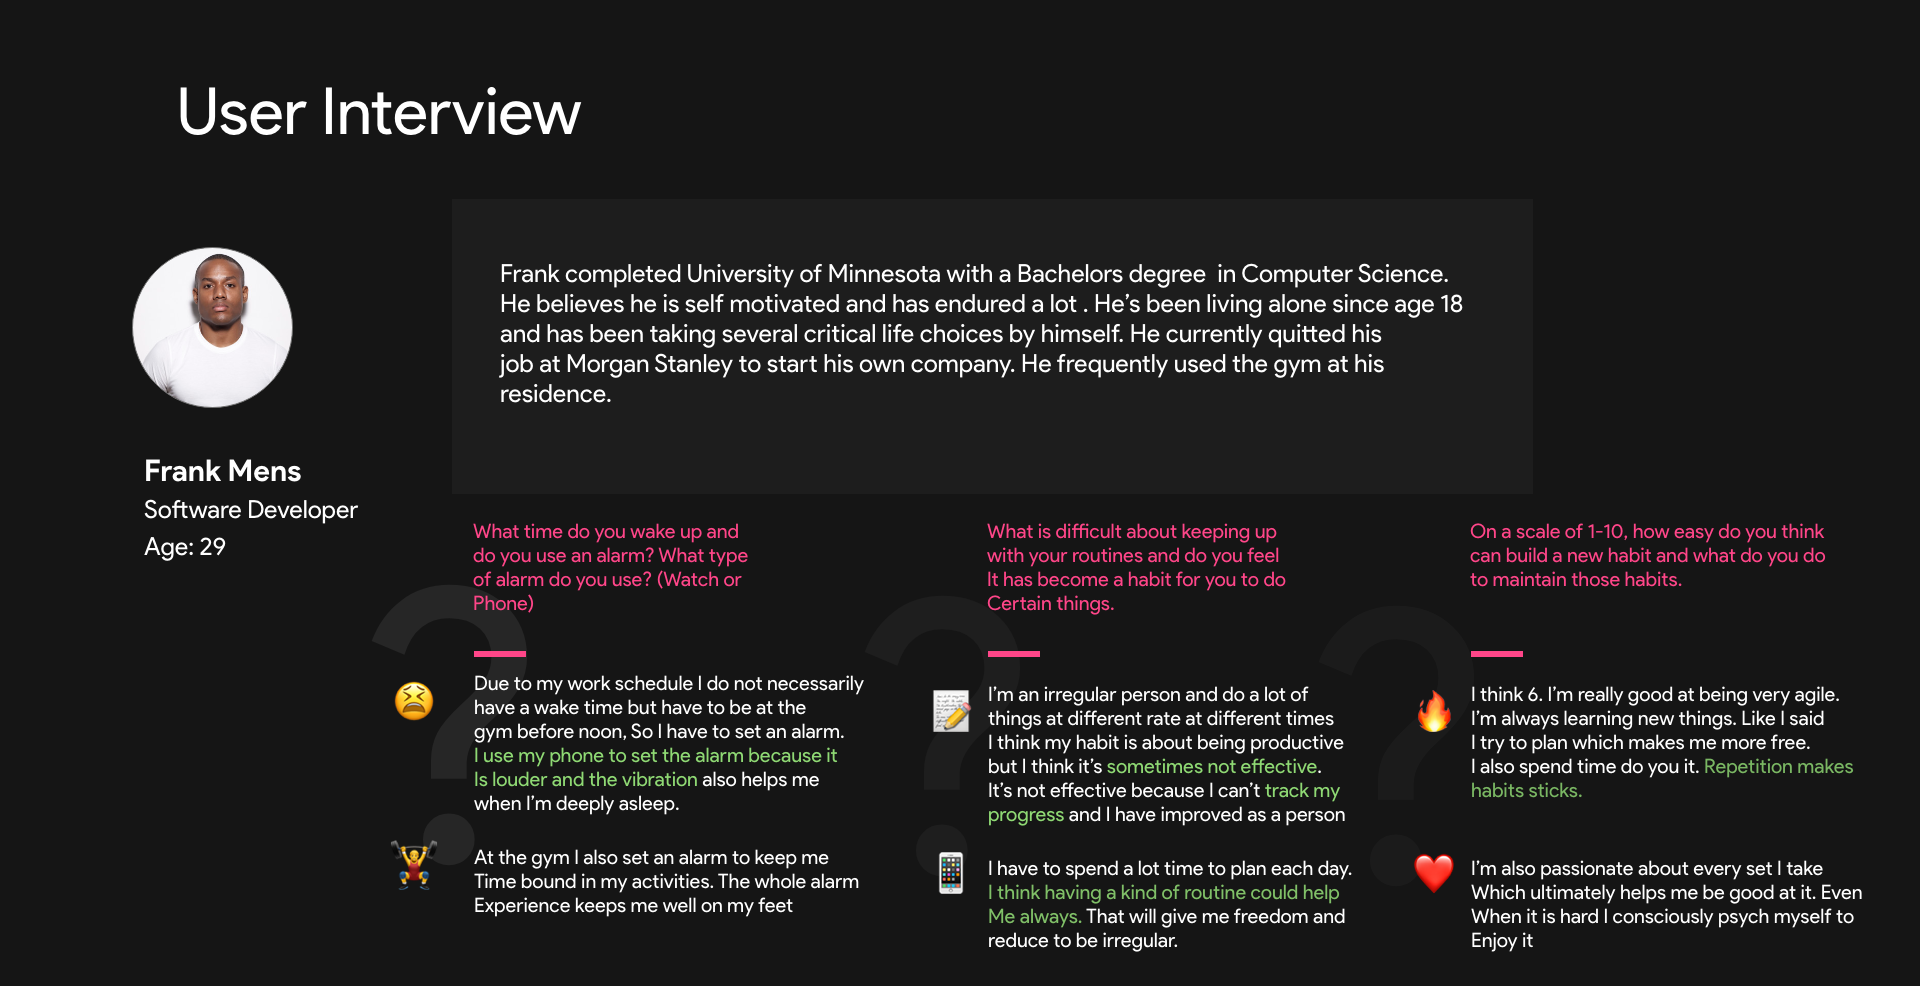 User Interview
Frank completed University of Minnesota with a Bachelors degree  in Computer Science.
He believes he is self motivated and has endured a lot . He’s been living alone since age 18
and has been taking several critical life choices by himself. He currently quitted his
job at Morgan Stanley to start his own company. He frequently used the gym at his
residence.
Frank Mens
Software Developer
Age: 29
What time do you wake up and
do you use an alarm? What type
of alarm do you use? (Watch or
Phone)
Due to my work schedule I do not necessarily
have a wake time but have to be at the
gym before noon, So I have to set an alarm.
I use my phone to set the alarm because it
Is louder and the vibration also helps me
when I’m deeply asleep.
At the gym I also set an alarm to keep me
Time bound in my activities. The whole alarm
Experience keeps me well on my feet
What is difficult about keeping up
with your routines and do you feel
It has become a habit for you to do
Certain things.
I’m an irregular person and do a lot of
things at different rate at different times
I think my habit is about being productive
but I think it’s sometimes not effective.
It’s not effective because I can’t track my
progress and I have improved as a person
I have to spend a lot time to plan each day.
I think having a kind of routine could help
Me always. That will give me freedom and
reduce to be irregular.
On a scale of 1-10, how easy do you think
can build a new habit and what do you do
to maintain those habits.
I think 6. I’m really good at being very agile.
I’m always learning new things. Like I said
I try to plan which makes me more free.
I also spend time do you it. Repetition makes
habits sticks.
I’m also passionate about every set I take
Which ultimately helps me be good at it. Even
When it is hard I consciously psych myself to
Enjoy it
? ? ?